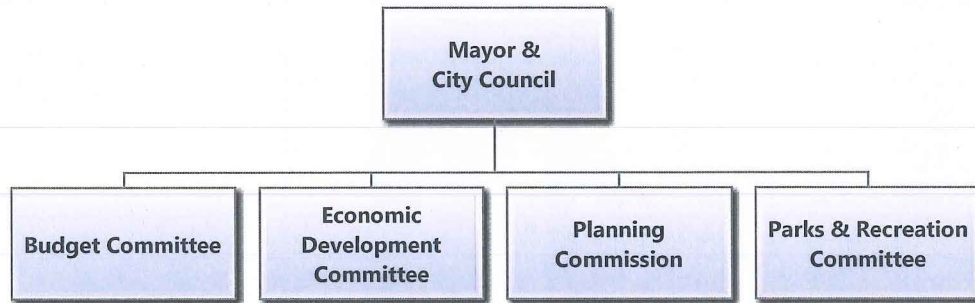 Mayor &
City Council
Budget Committee
Economic
Development
Committee
Planning
Commission
Parks & Recreation
Committee